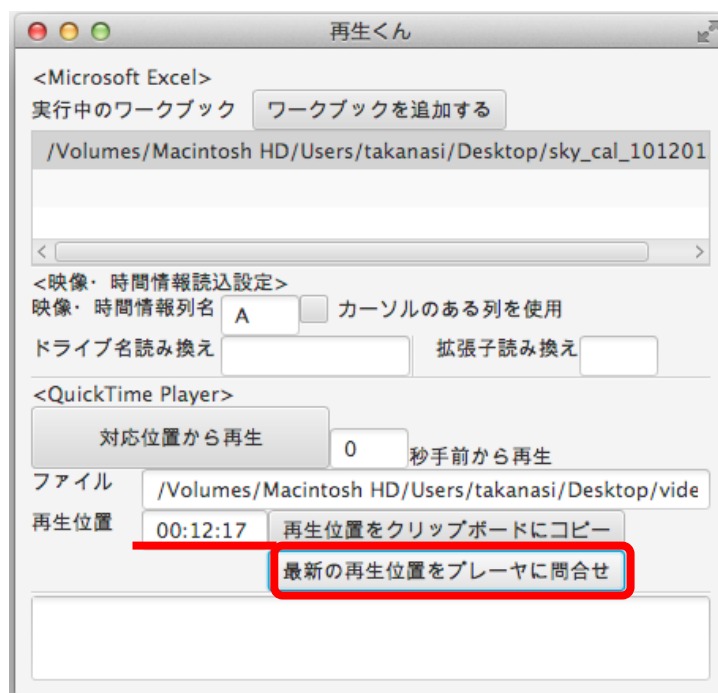 再生くん
<Microsoft Excel>
実行中のワークブック ワークブックを追加する
/Volumes/Macintosh HD/Users/takanasi/Desktop/sky_cal_101201
<映像・時間情報読込設定>
映像・時間情報列名 A カーソルのある列を使用
ドライブ名読み換え 拡張子読み換え
<QuickTime Player>
対応位置から再生 0 秒手前から再生
ファイル /Volumes/Macintosh HD/Users/takanasi/Desktop/vide
再生位置 00:12:17 再生位置をクリップボードにコピー
最新の再生位置をプレーヤに問合せ